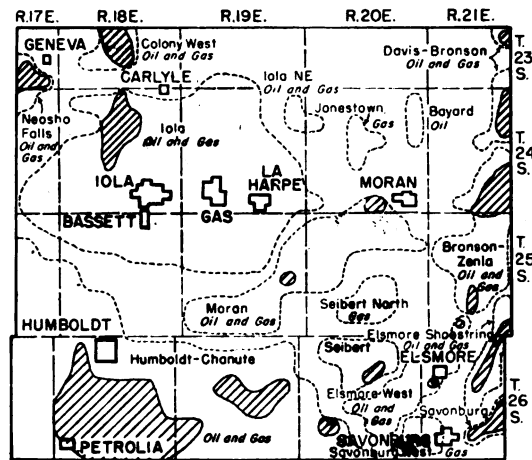 R.17E. R.18E. R.19E. R.20E. R.21E.
GENEVA
Colony West
Oil and Gas
CARLYLE
Davis-Bronson
Oil and Gas
T.
23
S.
Neosho
Falls
Oil and
Gas
Iola
Oil and Gas
Iola NE
Oil and Gas
Jonestown
Gas
Bayard
Oil
T.
24
S.
IOLA
BASSETT
GAS
LA
HARPE
MORAN
Bronson-
Zenia
Oil and
Gas
T.
25
S.
Moran
Oil and Gas
Seibert North
Gas
HUMBOLDT
Humboldt-Chanute
Oil and Gas
Seibert
Elsmore Shoestring
Oil and Gas
ELSMORE
Elsmore West
Oil and
Gas
Savonburg
T.
26
S.
PETROLIA
SAVONBURG
Savonburg West
Gas